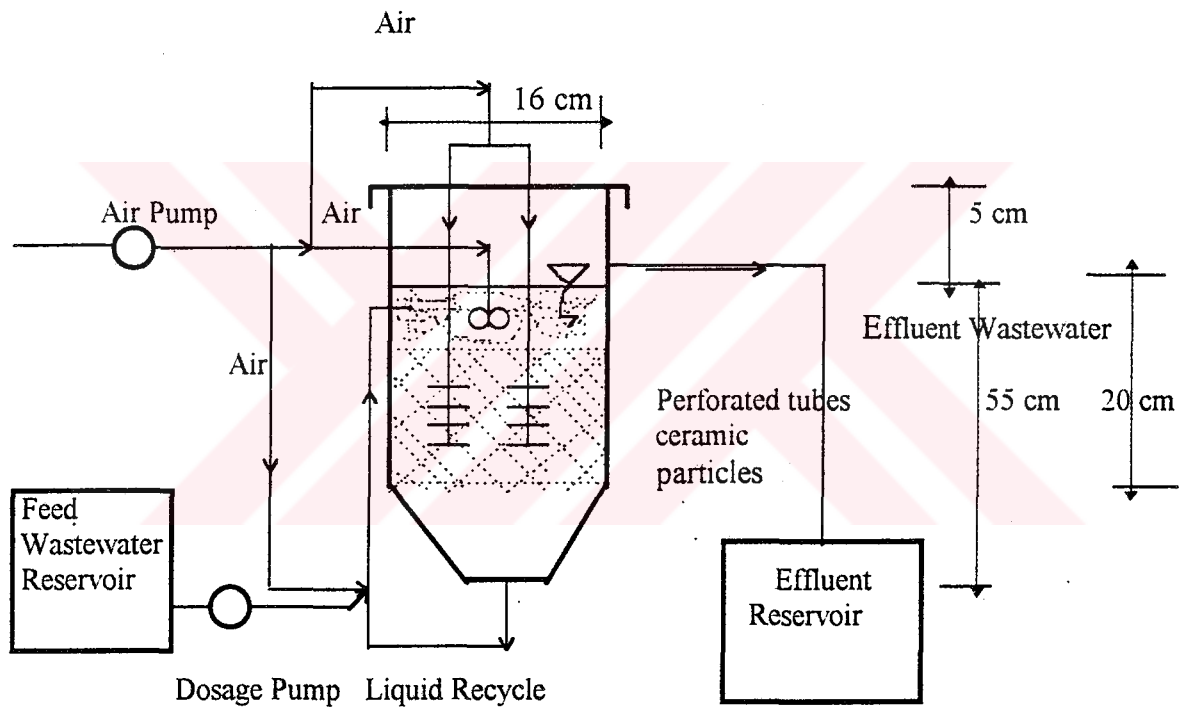 Air
16 cm
Air Pump
Air
5 cm
Effluent Wastewater
Air
Perforated tubes
ceramic
particles
55 cm
20 cm
Feed
Wastewater
Reservoir
Effluent
Reservoir
Dosage Pump
Liquid Recycle